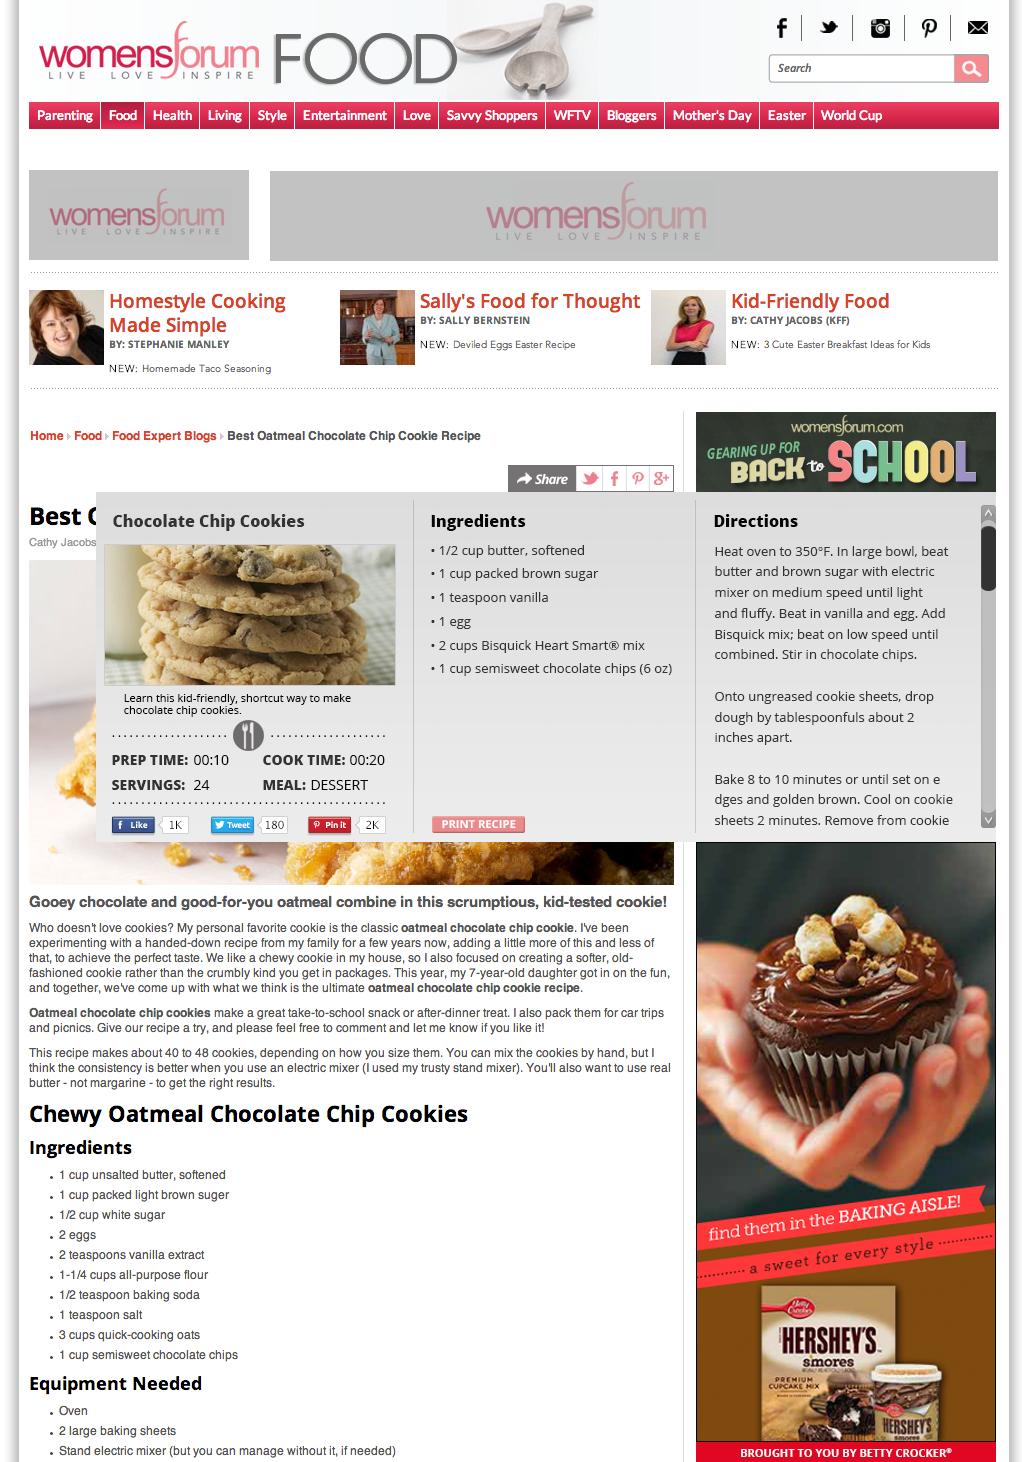 womensforum FOOD
LIVE LOVE INSPIRE
Search
Parenting Food Health Living Style Entertainment Love Savvy Shoppers WFTV Bloggers Mother's Day Easter World Cup
womensforum
LIVE LOVE INSPIRE
womensforum
LIVE LOVE INSPIRE
Homestyle Cooking
Made Simple
BY: STEPHANIE MANLEY
NEW: Homemade Taco Seasoning
Sally's Food for Thought
BY: SALLY BERNSTEIN
NEW: Deviled Eggs Easter Recipe
Kid-Friendly Food
BY: CATHY JACOBS (KFF)
NEW: 3 Cute Easter Breakfast Ideas for Kids
Home Food Food Expert Blogs Best Oatmeal Chocolate Chip Cookie Recipe
womensforum.com
GEARING UP FOR
BACK to SCHOOL
Share
Best
Cathy Jacobs
Chocolate Chip Cookies
Learn this kid-friendly, shortcut way to make
chocolate chip cookies.
PREP TIME: 00:10 COOK TIME: 00:20
SERVINGS: 24 MEAL: DESSERT
Like 1K Tweet 180 Pin it 2K
Ingredients
• 1/2 cup butter, softened
• 1 cup packed brown sugar
• 1 teaspoon vanilla
• 1 egg
• 2 cups Bisquick Heart Smart® mix
• 1 cup semisweet chocolate chips (6 oz)
PRINT RECIPE
Directions
Heat oven to 350°F. In large bowl, beat
butter and brown sugar with electric
mixer on medium speed until light
and fluffy. Beat in vanilla and egg. Add
Bisquick mix; beat on low speed until
combined. Stir in chocolate chips.
Onto ungreased cookie sheets, drop
dough by tablespoonfuls about 2
inches apart.
Bake 8 to 10 minutes or until set on e
dges and golden brown. Cool on cookie
sheets 2 minutes. Remove from cookie
Gooey chocolate and good-for-you oatmeal combine in this scrumptious, kid-tested cookie!
Who doesn't love cookies? My personal favorite cookie is the classic oatmeal chocolate chip cookie. I've been
experimenting with a handed-down recipe from my family for a few years now, adding a little more of this and less of
that, to achieve the perfect taste. We like a chewy cookie in my house, so I also focused on creating a softer, old-
fashioned cookie rather than the crumbly kind you get in packages. This year, my 7-year-old daughter got in on the fun,
and together, we've come up with what we think is the ultimate oatmeal chocolate chip cookie recipe.
Oatmeal chocolate chip cookies make a great take-to-school snack or after-dinner treat. I also pack them for car trips
and picnics. Give our recipe a try, and please feel free to comment and let me know if you like it!
This recipe makes about 40 to 48 cookies, depending on how you size them. You can mix the cookies by hand, but I
think the consistency is better when you use an electric mixer (I used my trusty stand mixer). You'll also want to use real
butter - not margarine - to get the right results.
Chewy Oatmeal Chocolate Chip Cookies
Ingredients
• 1 cup unsalted butter, softened
• 1 cup packed light brown suger
• 1/2 cup white sugar
• 2 eggs
• 2 teaspoons vanilla extract
• 1-1/4 cups all-purpose flour
• 1/2 teaspoon baking soda
• 1 teaspoon salt
• 3 cups quick-cooking oats
• 1 cup semisweet chocolate chips
Equipment Needed
• Oven
• 2 large baking sheets
• Stand electric mixer (but you can manage without it, if needed)
find them in the BAKING AISLE!
a sweet for every style
Betty Crocker
HERSHEY'S
smores
PREMIUM
CUPCAKE MIX
HERSHEY'S
smores
BROUGHT TO YOU BY BETTY CROCKER®